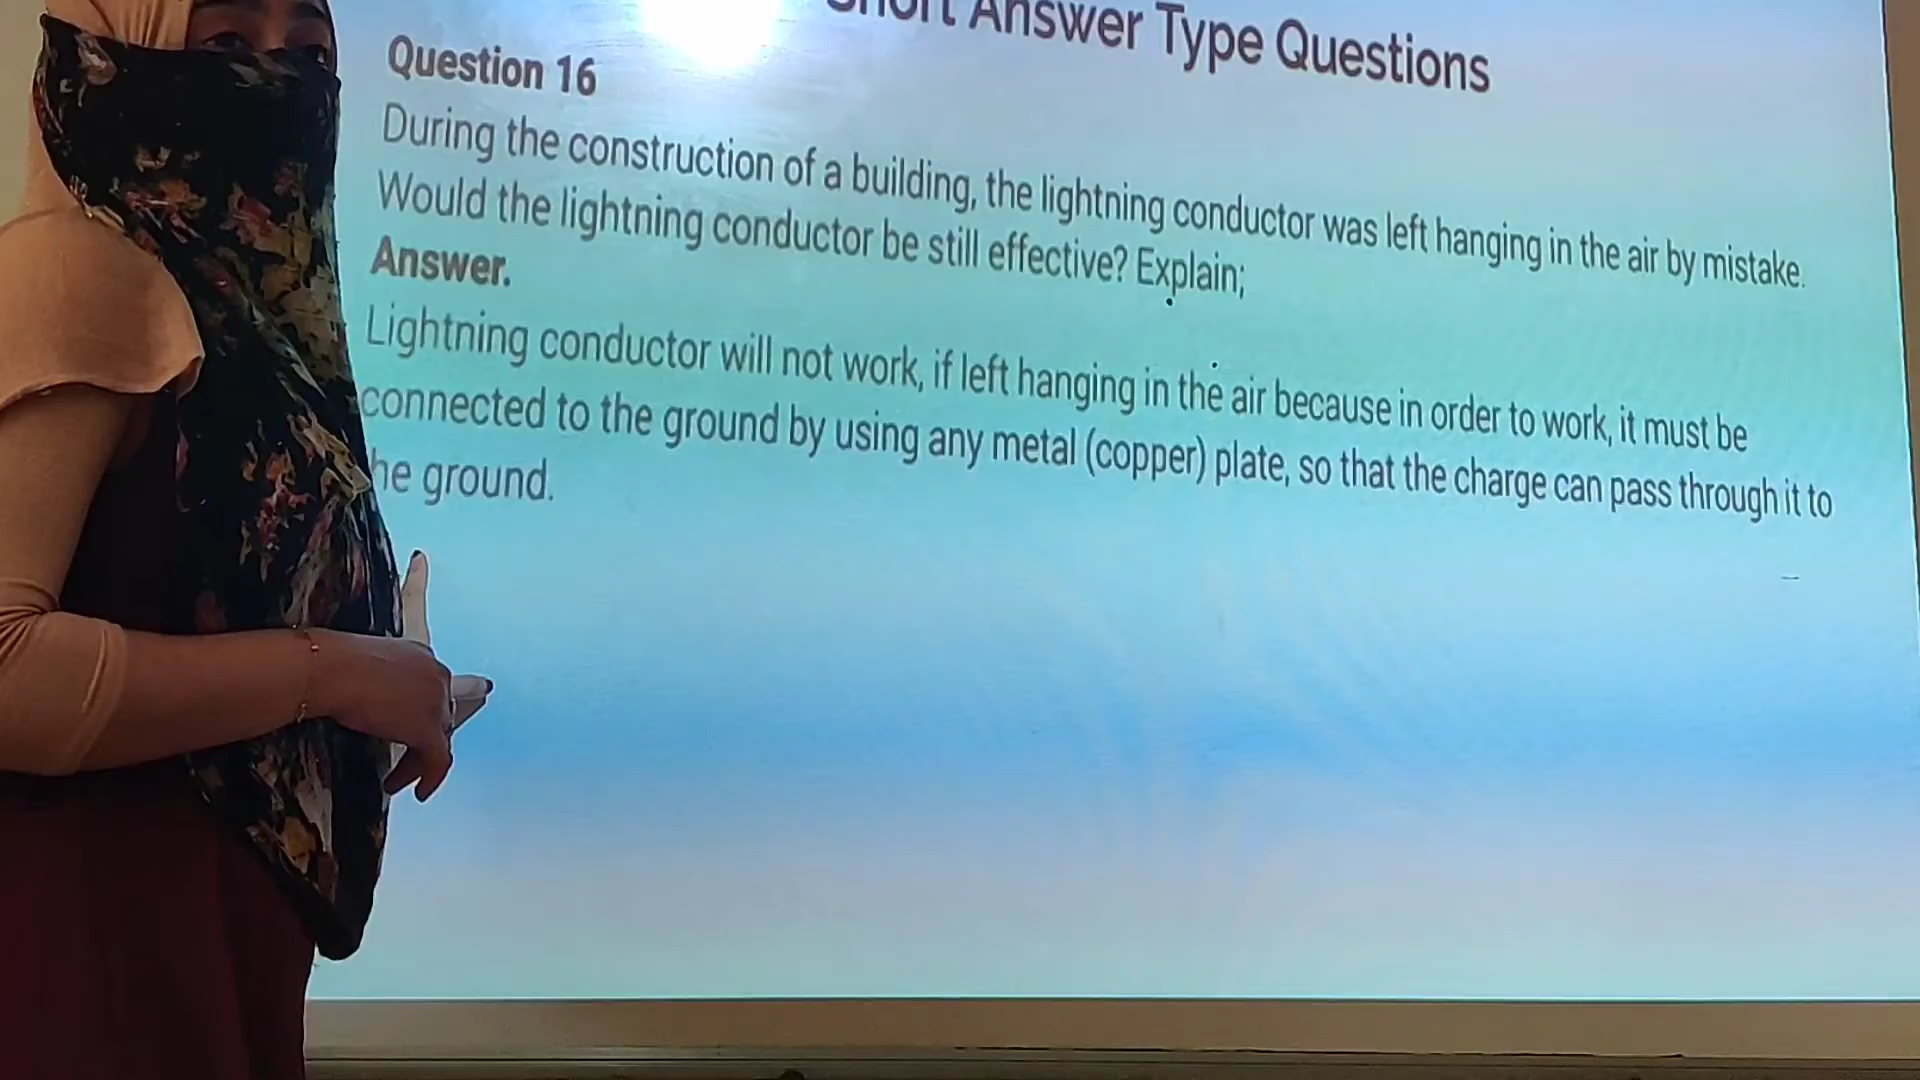 Short Answer Type Questions
Question 16
During the construction of a building, the lightning conductor was left hanging in the air by mistake.
Would the lightning conductor be still effective? Explain;
Answer.
Lightning conductor will not work, if left hanging in the air because in order to work, it must be
connected to the ground by using any metal (copper) plate, so that the charge can pass through it to
he ground.